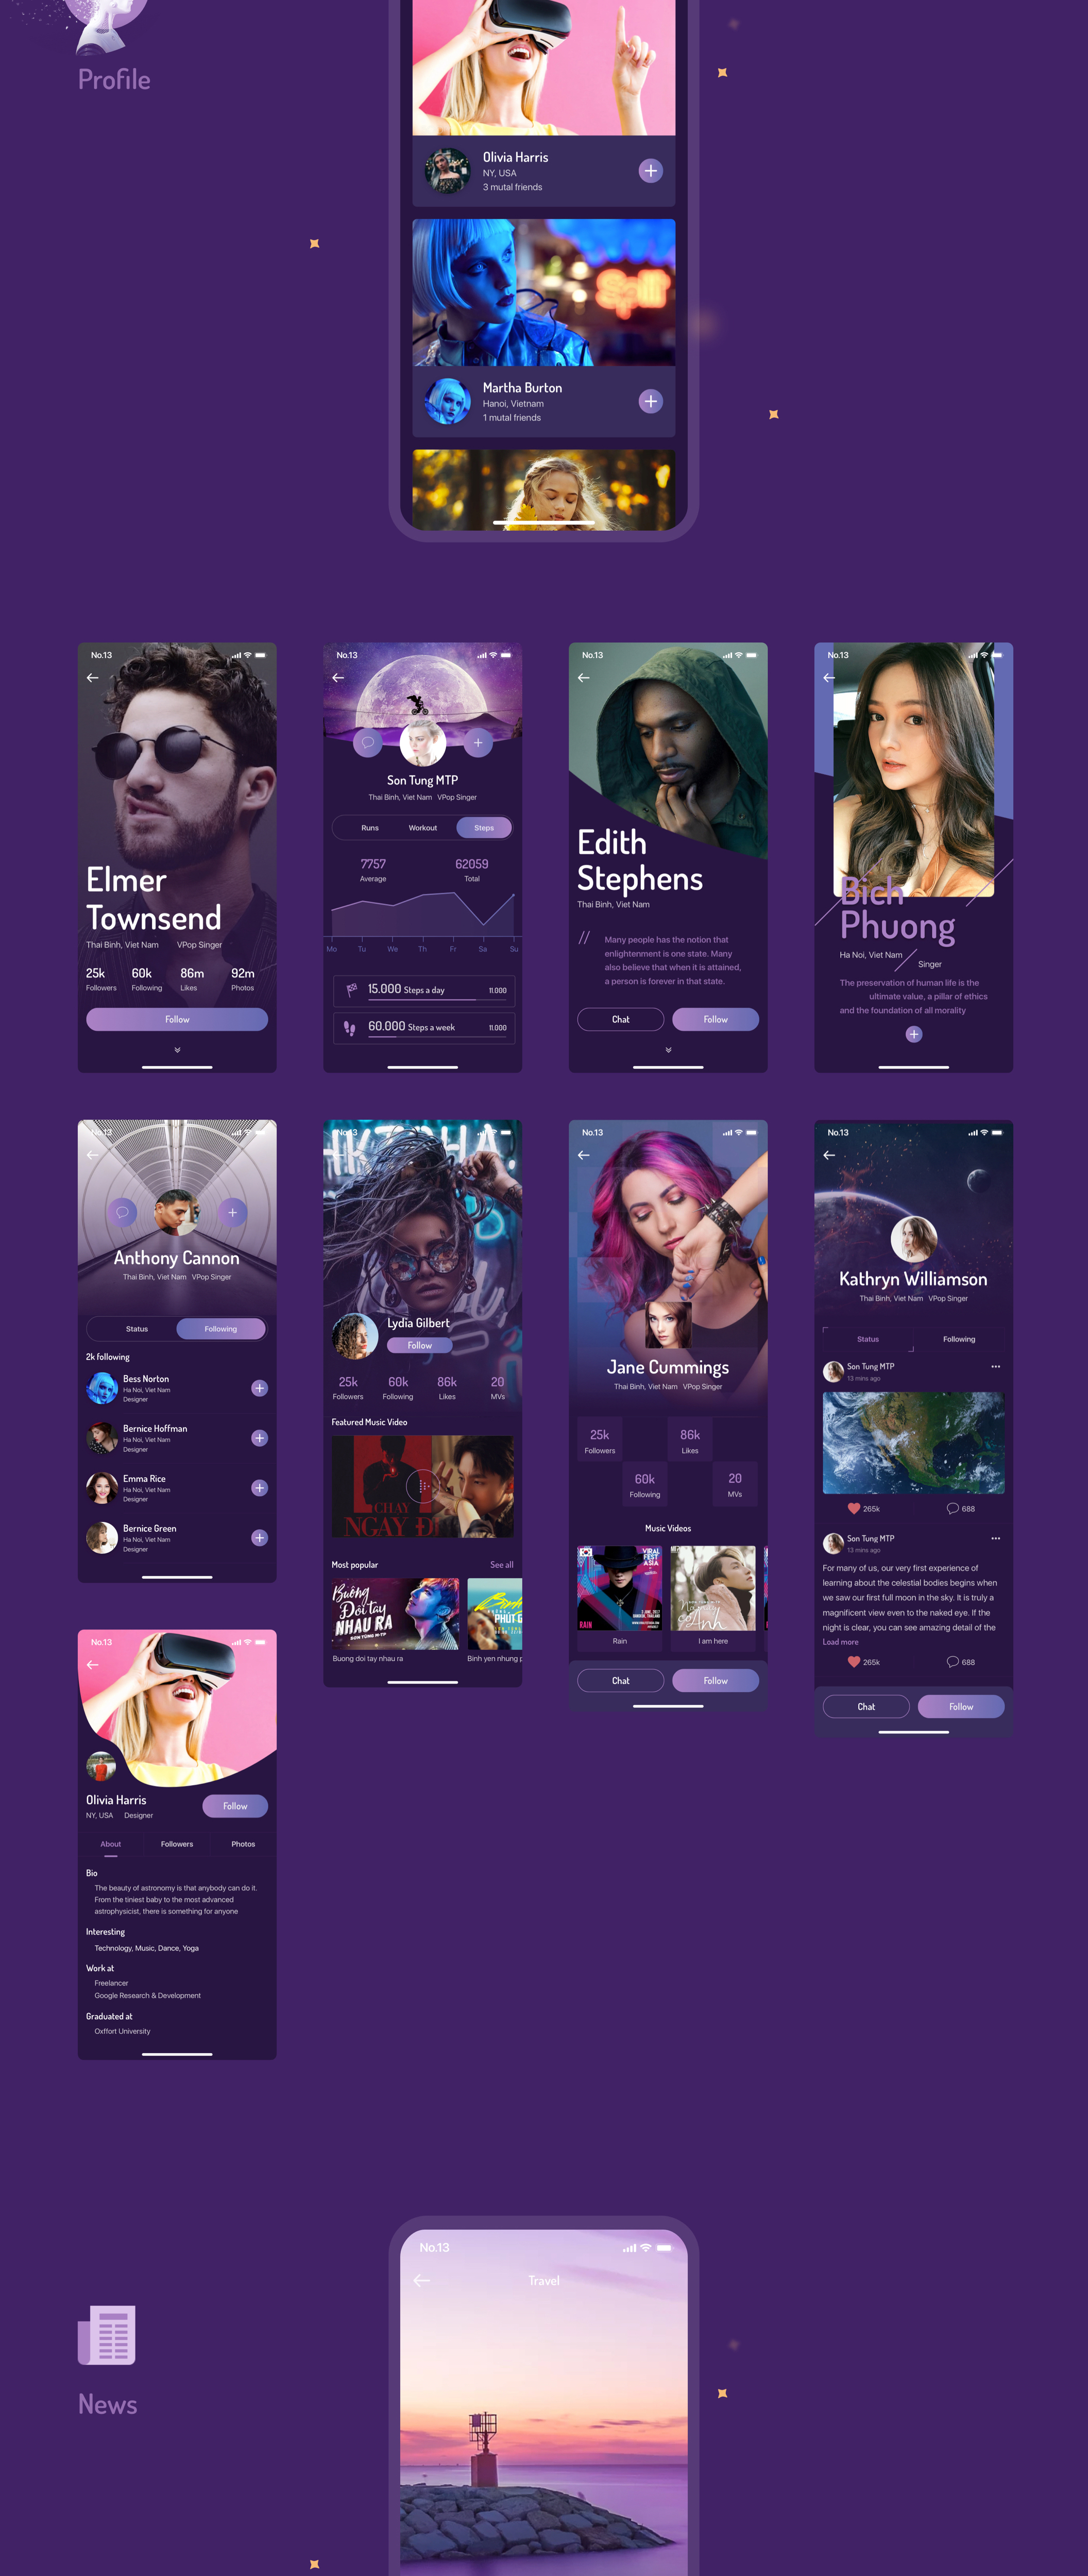 Profile
Olivia Harris
NY, USA
3 mutal friends
Martha Burton
Hanoi, Vietnam
1 mutal friends
No.13
Elmer
Townsend
Thai Binh, Viet Nam VPop Singer
25k 60k 86m 92m
Followers Following Likes Photos
Follow
No.13
Son Tung MTP
Thai Binh, Viet Nam VPop Singer
Runs Workout Steps
7757 62059
Average Total
Mo Tu We Th Fr Sa Su
15.000 Steps a day 11.000
60.000 Steps a week 11.000
No.13
Edith
Stephens
Thai Binh, Viet Nam
Many people has the notion that
enlightenment is one state. Many
also believe that when it is attained,
a person is forever in that state.
Chat Follow
No.13
Bich
Phuong
Ha Noi, Viet Nam
Singer
The preservation of human life is the
ultimate value, a pillar of ethics
and the foundation of all morality
No.13
Anthony Cannon
Thai Binh, Viet Nam VPop Singer
Status Following
2k following
Bess Norton
Ha Noi, Viet Nam
Designer
Bernice Hoffman
Ha Noi, Viet Nam
Designer
Emma Rice
Ha Noi, Viet Nam
Designer
Bernice Green
Ha Noi, Viet Nam
Designer
No.13
Lydia Gilbert
Follow
25k 60k 86k 20
Followers Following Likes MVs
Featured Music Video
CHAY
NGAY ĐI
Most popular See all
Buông
Đôi tay
NHAU RA
SƠN TÙNG M-TP
PHÚT G
Buong doi tay nhau ra Binh yen nhung p
No.13
Jane Cummings
Thai Binh, Viet Nam VPop Singer
25k 86k
Followers Likes
60k 20
Following MVs
Music Videos
VIRAL
FEST
ASIA
RAIN
Anh
Rain I am here
Chat Follow
No.13
Kathryn Williamson
Thai Binh, Viet Nam VPop Singer
Status Following
Son Tung MTP
13 mins ago
265k 688
Son Tung MTP
13 mins ago
For many of us, our very first experience of
learning about the celestial bodies begins when
we saw our first full moon in the sky. It is truly a
magnificent view even to the naked eye. If the
night is clear, you can see amazing detail of the
Load more
265k 688
Chat Follow
No.13
Olivia Harris
NY, USA Designer
Follow
About Followers Photos
Bio
The beauty of astronomy is that anybody can do it.
From the tiniest baby to the most advanced
astrophysicist, there is something for anyone
Interesting
Technology, Music, Dance, Yoga
Work at
Freelancer
Google Research & Development
Graduated at
Oxffort University
News
No.13
Travel